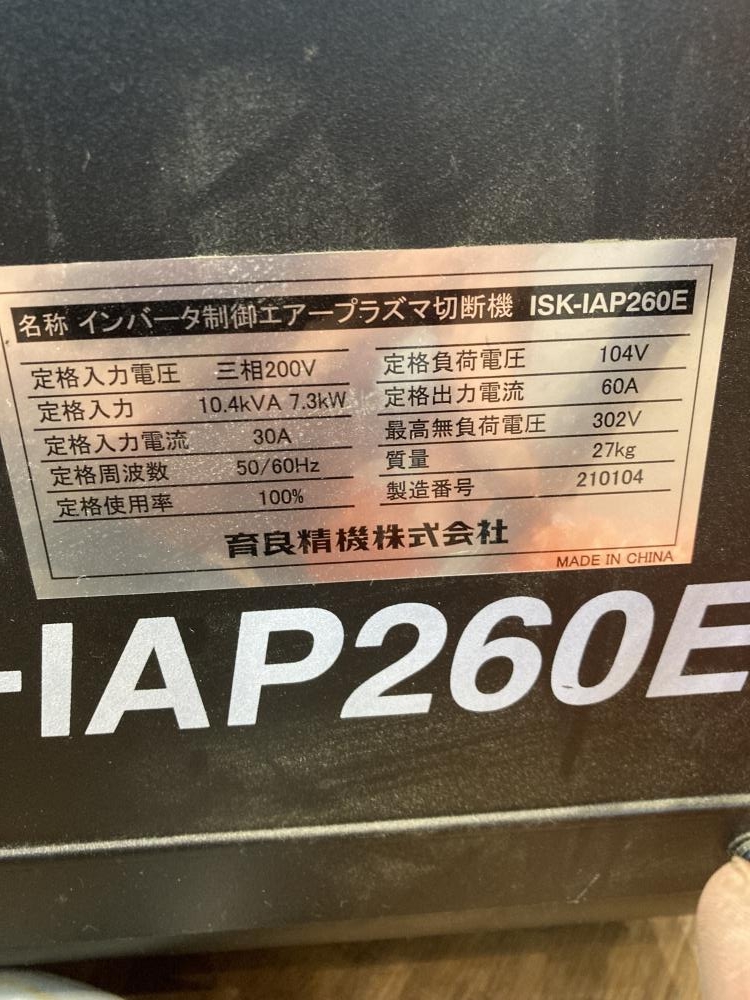 名称 インバータ制御エアープラズマ切断機 ISK-IAP260E
定格入力電圧 三相200V
定格入力 10.4kVA 7.3kW
定格入力電流 30A
定格周波数 50/60Hz
定格使用率 100%
定格負荷電圧 104V
定格出力電流 60A
最高無負荷電圧 302V
質量 27kg
製造番号 210104
育良精機株式会社
MADE IN CHINA
-IAP260E